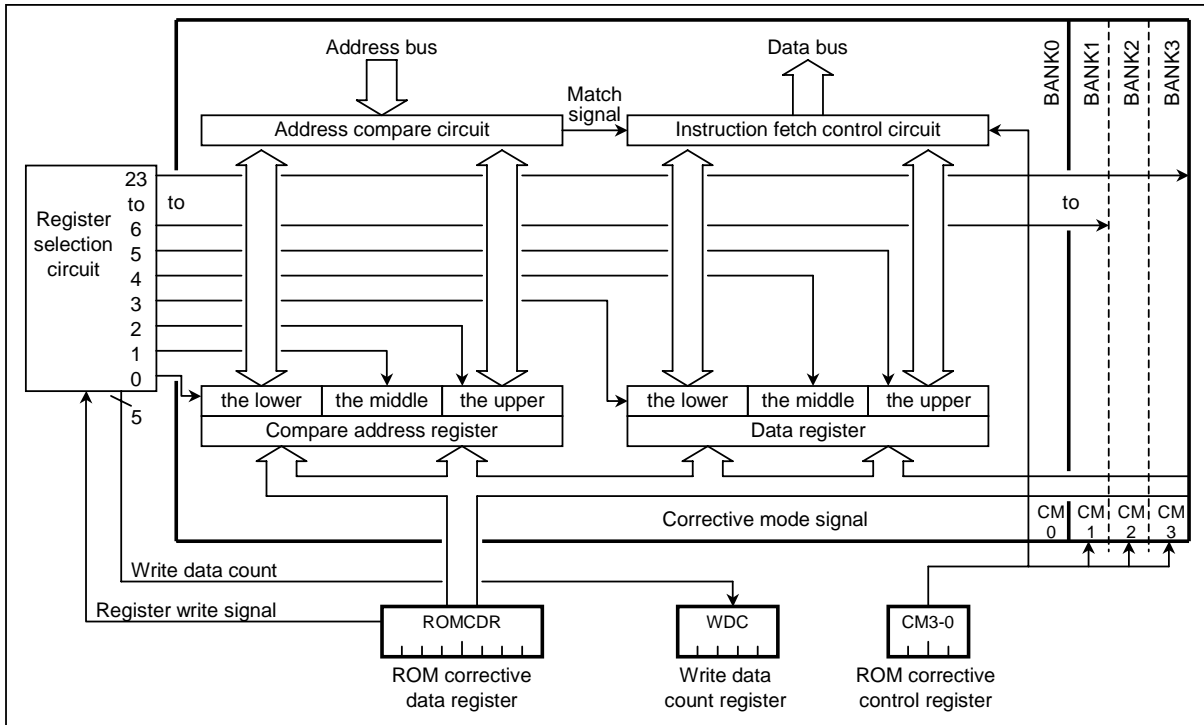 Address bus
Data bus
BANK0
BANK1
BANK2
BANK3
Match
signal
Address compare circuit
Instruction fetch control circuit
Register
selection
circuit
23
to
6
5
4
3
2
1
0
to
to
5
the lower
the middle
the upper
Compare address register
the lower
the middle
the upper
Data register
Corrective mode signal
CM
0
CM
1
CM
2
CM
3
Write data count
Register write signal
ROMCDR
WDC
CM3-0
ROM corrective
data register
Write data
count register
ROM corrective
control register